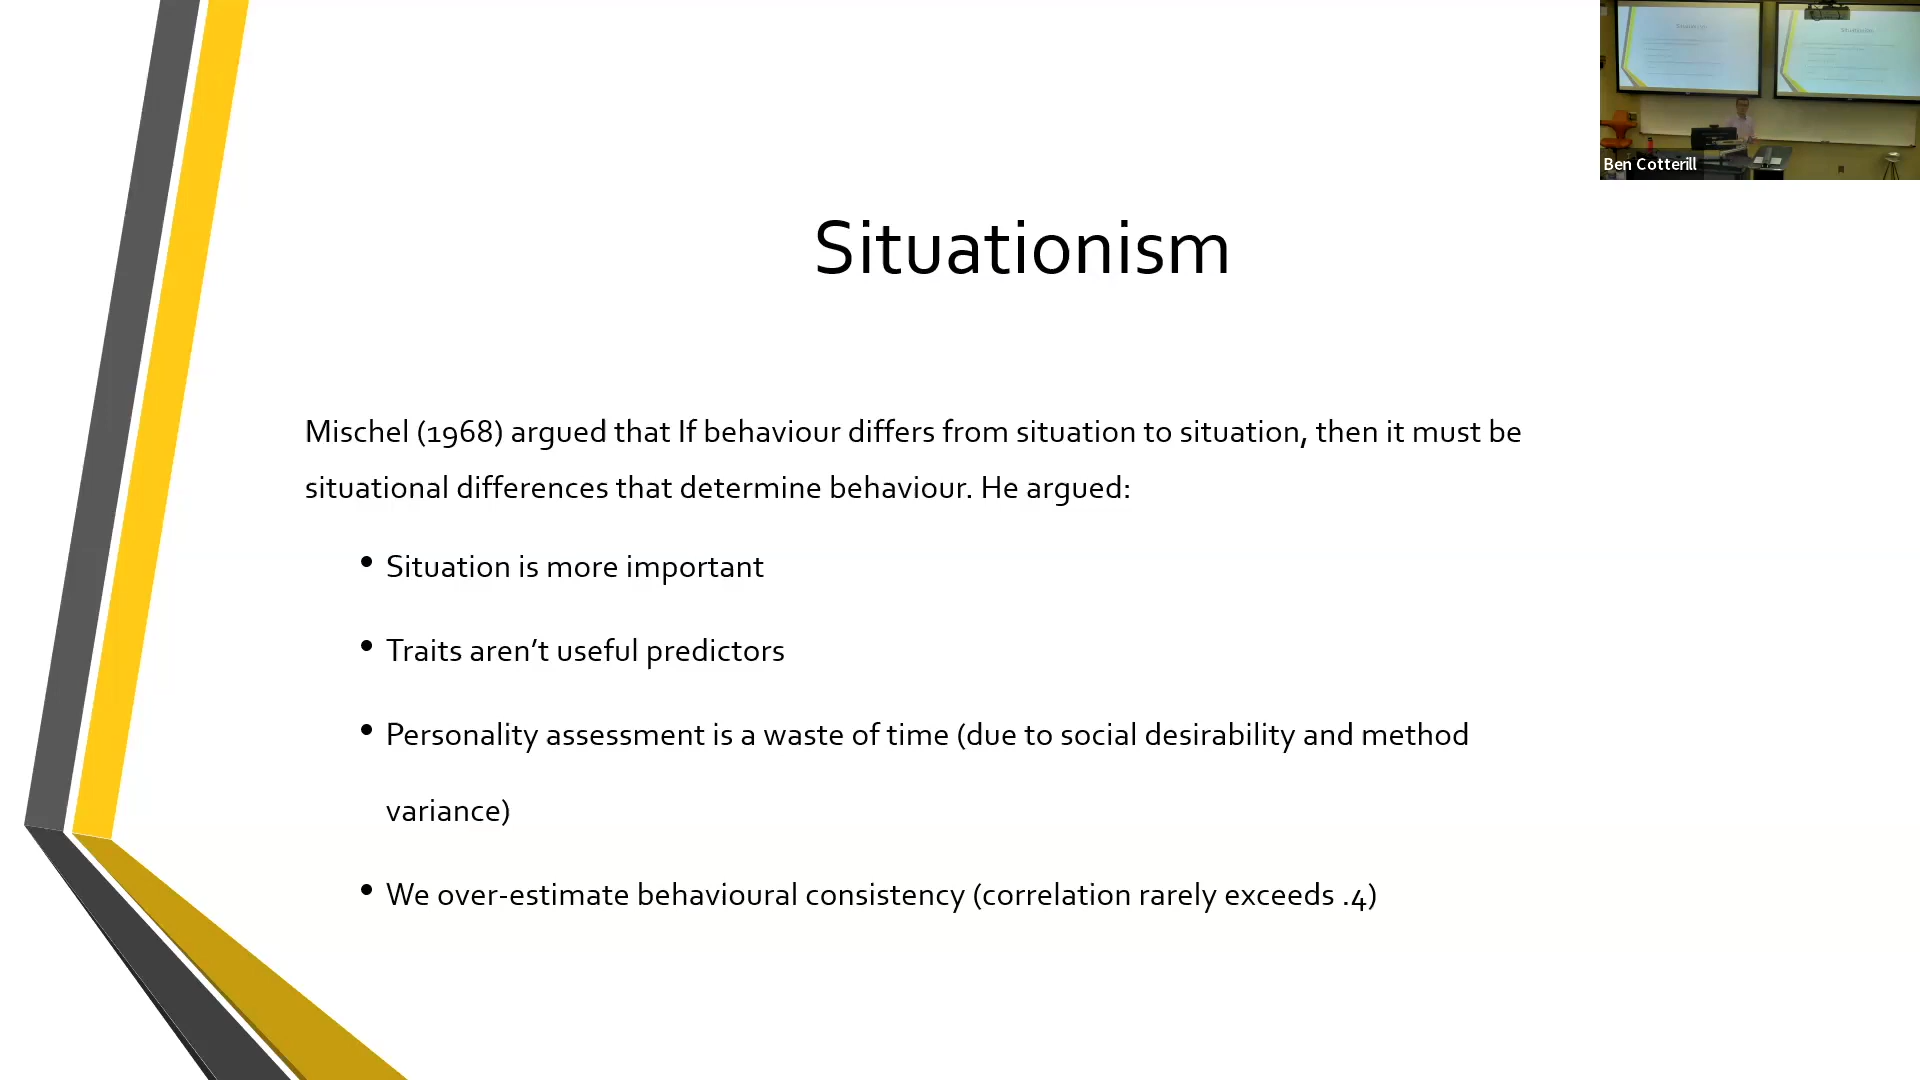 Ben Cotterill
Situationism
Mischel (1968) argued that If behaviour differs from situation to situation, then it must be
situational differences that determine behaviour. He argued:
• Situation is more important
• Traits aren’t useful predictors
• Personality assessment is a waste of time (due to social desirability and method
variance)
• We over-estimate behavioural consistency (correlation rarely exceeds .4)